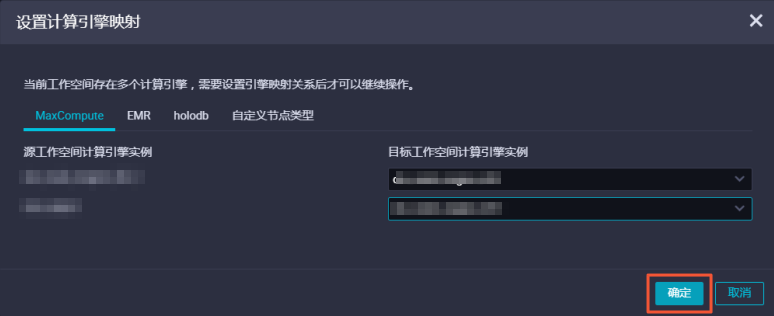 设置计算引擎映射
当前工作空间存在多个计算引擎，需要设置引擎映射关系后才可以继续操作。
MaxCompute EMR holodb 自定义节点类型
源工作空间计算引擎实例 目标工作空间计算引擎实例
确定 取消